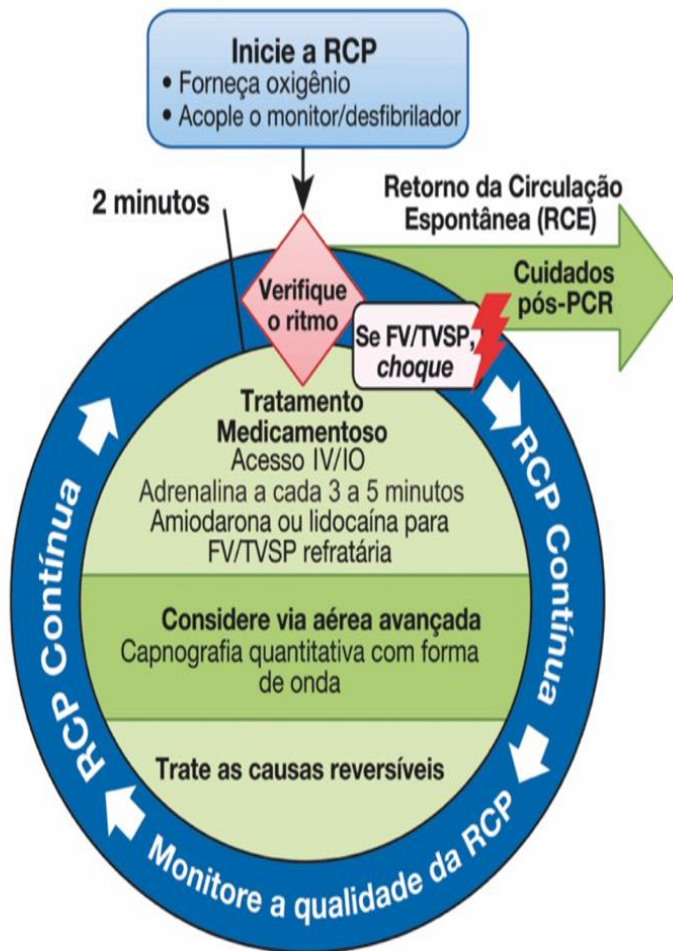 Inicie a RCP
• Forneça oxigênio
• Acople o monitor/desfibrilador
2 minutos
Retorno da Circulação
Espontânea (RCE)
Verifique
o ritmo
Cuidados
pós-PCR
Se FV/TVSP,
choque
Tratamento
Medicamentoso
Acesso IV/IO
Adrenalina a cada 3 a 5 minutos
Amiodarona ou lidocaína para
FV/TVSP refratária
Considere via aérea avançada
Capnografia quantitativa com forma
de onda
Trate as causas reversíveis
RCP Contínua
Monitore a qualidade da RCP
RCP Contínua